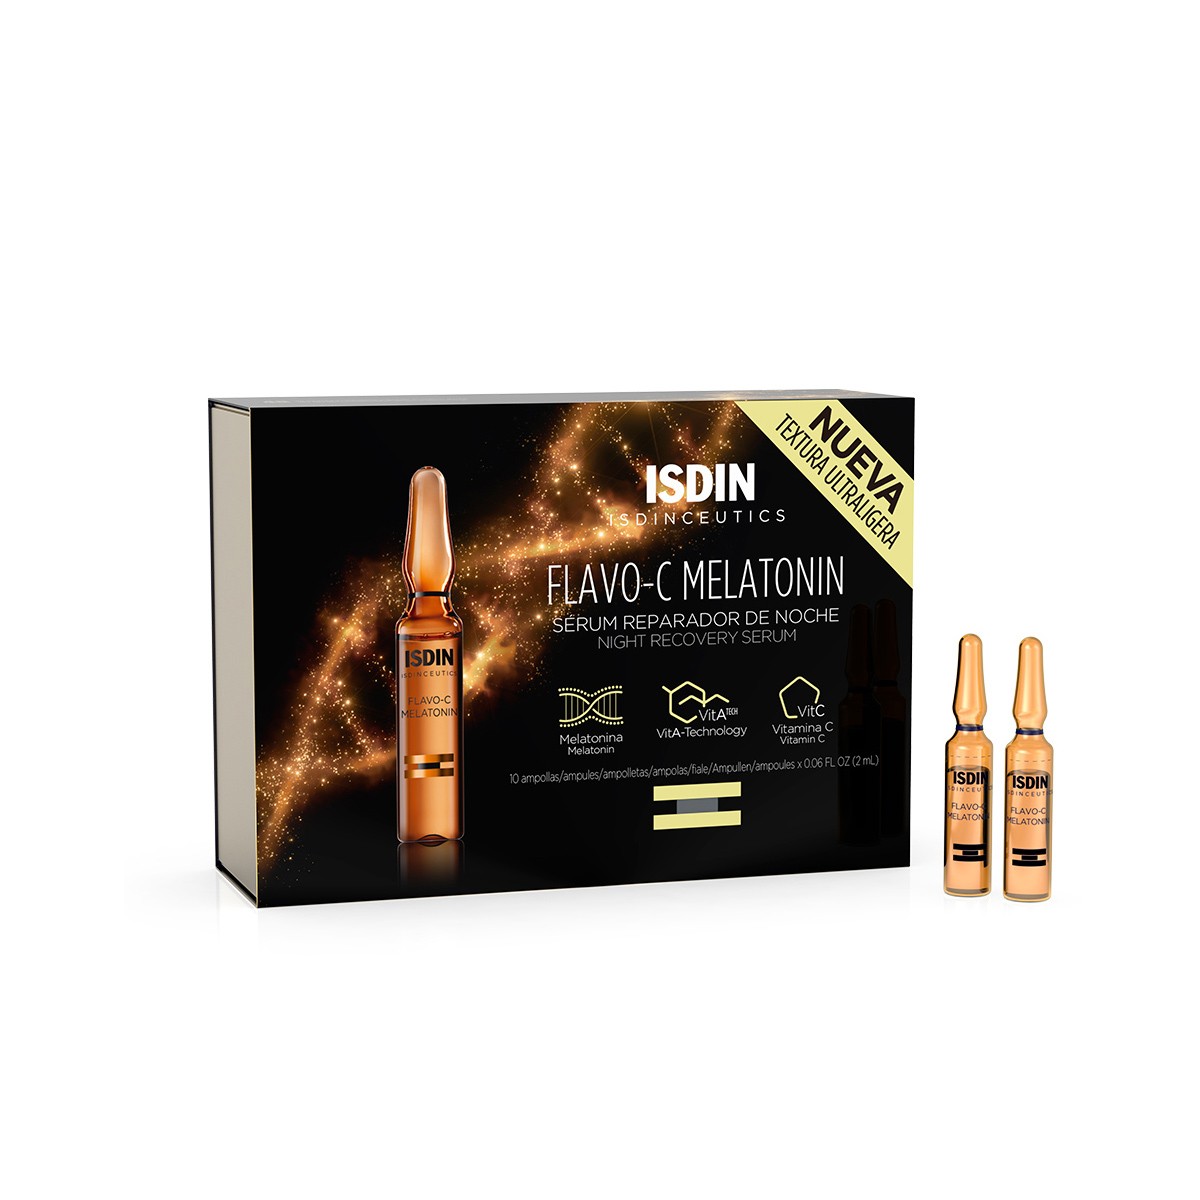 NUEVA
TEXTURA ULTRALIGERA
ISDIN
ISDINCEUTICS
FLAVO-C MELATONIN
SÉRUM REPARADOR DE NOCHE
NIGHT RECOVERY SERUM
ISDIN
ISDINCEUTICS
FLAVO-C
MELATONIN
VitATECH
VitC
Melatonina
Melatonin
VitA-Technology
Vitamina C
Vitamin C
10 ampollas/ampules/ampolletas/ampolas/fiale/Ampullen/ampoules x 0.06 FL OZ (2 mL)
ISDIN
ISDINCEUTICS
FLAVO-C
MELATONIN
ISDIN
ISDINCEUTICS
FLAVO-C
MELATONIN